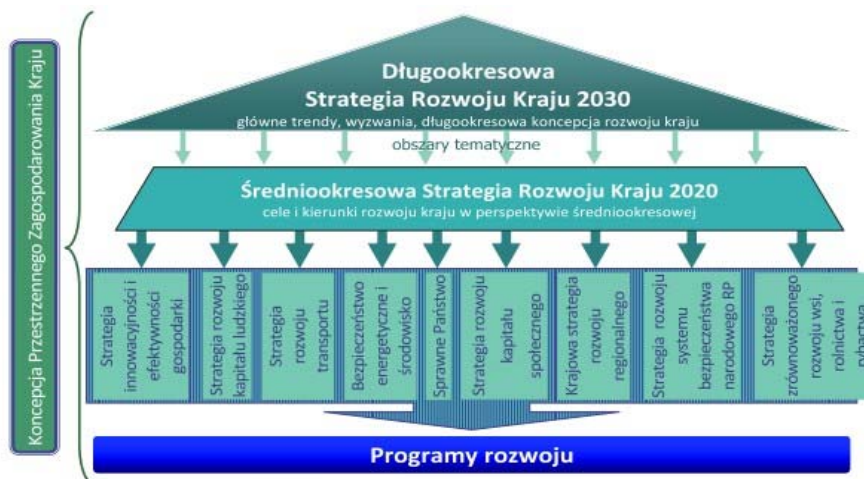 Koncepcja Przestrzennego Zagospodarowania Kraju
Długookresowa
Strategia Rozwoju Kraju 2030
główne trendy, wyzwania, długookresowa koncepcja rozwoju kraju
obszary tematyczne
Średniookresowa Strategia Rozwoju Kraju 2020
cele i kierunki rozwoju kraju w perspektywie średniookresowej
Strategia
innowacyjności i
efektywności
gospodarki
Strategia rozwoju
kapitału ludzkiego
Strategia
rozwoju
transportu
Bezpieczeństwo
energetyczne i
środowisko
Sprawne Państwo
Strategia rozwoju
kapitału
społecznego
Krajowa strategia
rozwoju
regionalnego
Strategia rozwoju
systemu
bezpieczeństwa
narodowego RP
Strategia
zrównoważonego
rozwoju wsi,
rolnictwa i
Programy rozwoju